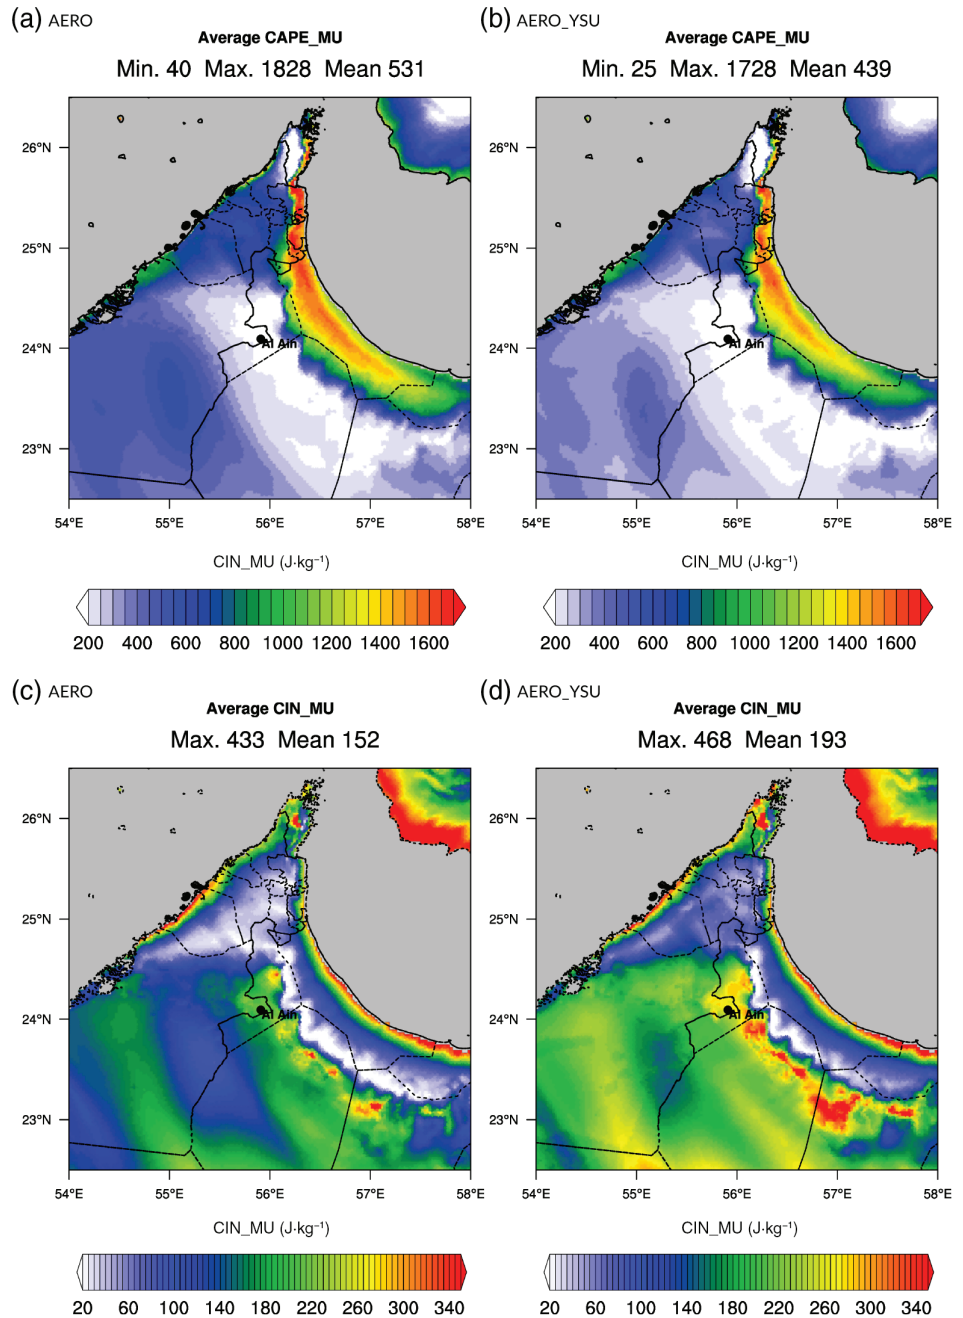 (a) AERO
Average CAPE_MU
Min. 40 Max. 1828 Mean 531
26°N
25°N
24°N
23°N
Al Ain
54°E 55°E 56°E 57°E 58°E
CIN_MU (J·kg⁻¹)
200 400 600 800 1000 1200 1400 1600
(b) AERO_YSU
Average CAPE_MU
Min. 25 Max. 1728 Mean 439
26°N
25°N
24°N
23°N
Al Ain
54°E 55°E 56°E 57°E 58°E
CIN_MU (J·kg⁻¹)
200 400 600 800 1000 1200 1400 1600
(c) AERO
Average CIN_MU
Max. 433 Mean 152
26°N
25°N
24°N
23°N
Al Ain
54°E 55°E 56°E 57°E 58°E
CIN_MU (J·kg⁻¹)
20 60 100 140 180 220 260 300 340
(d) AERO_YSU
Average CIN_MU
Max. 468 Mean 193
26°N
25°N
24°N
23°N
Al Ain
54°E 55°E 56°E 57°E 58°E
CIN_MU (J·kg⁻¹)
20 60 100 140 180 220 260 300 340